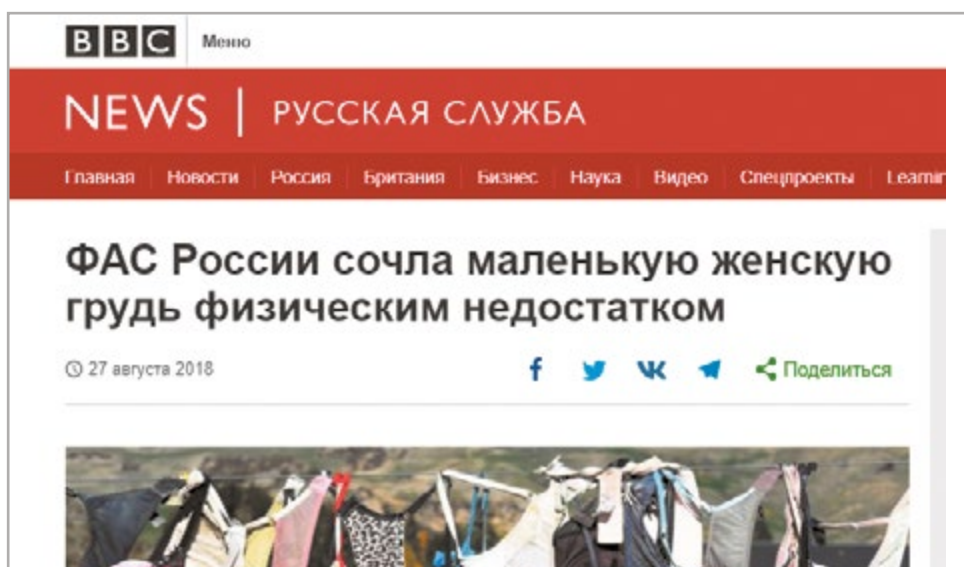 BBC Меню
NEWS | РУССКАЯ СЛУЖБА
Главная Новости Россия Британия Бизнес Наука Видео Спецпроекты
ФАС России сочла маленькую женскую
грудь физическим недостатком
27 августа 2018
Поделиться